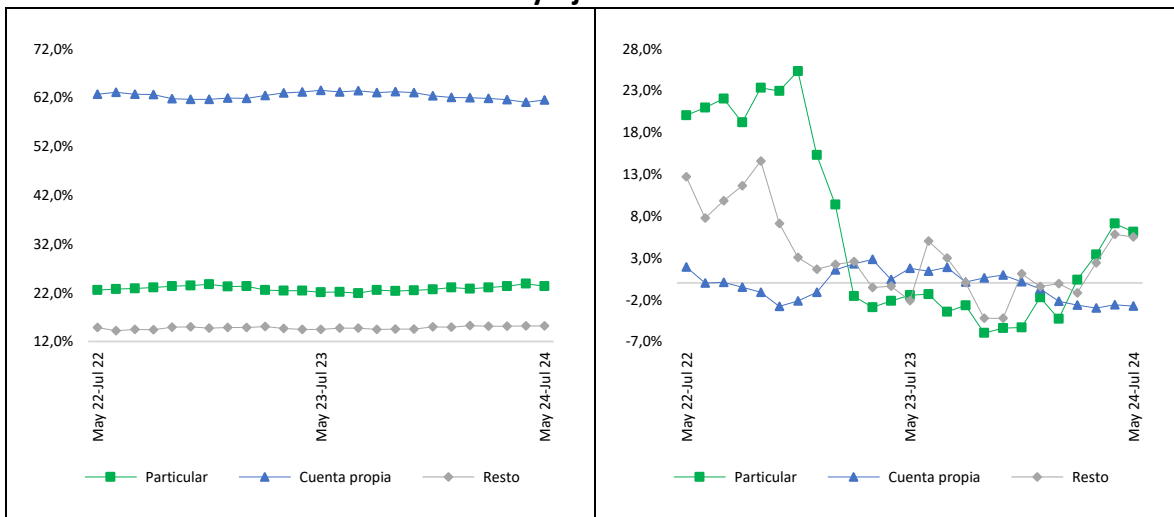 72,0%
62,0%
52,0%
42,0%
32,0%
22,0%
12,0%
May 22-Jul 22
May 23-Jul 23
May 24-Jul 24
Particular
Cuenta propia
Resto
28,0%
23,0%
18,0%
13,0%
8,0%
3,0%
-2,0%
-7,0%
May 22-Jul 22
May 23-Jul 23
May 24-Jul 24
Particular
Cuenta propia
Resto